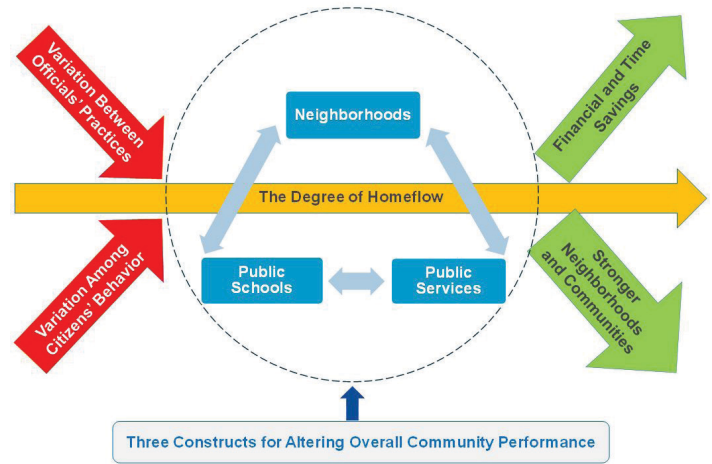 Variation Between
Officials' Practices
Neighborhoods
Financial and Time
Savings
The Degree of Homeflow
Variation Among
Citizens' Behavior
Public
Schools
Public
Services
Stronger
Neighborhoods
and Communities
Three Constructs for Altering Overall Community Performance